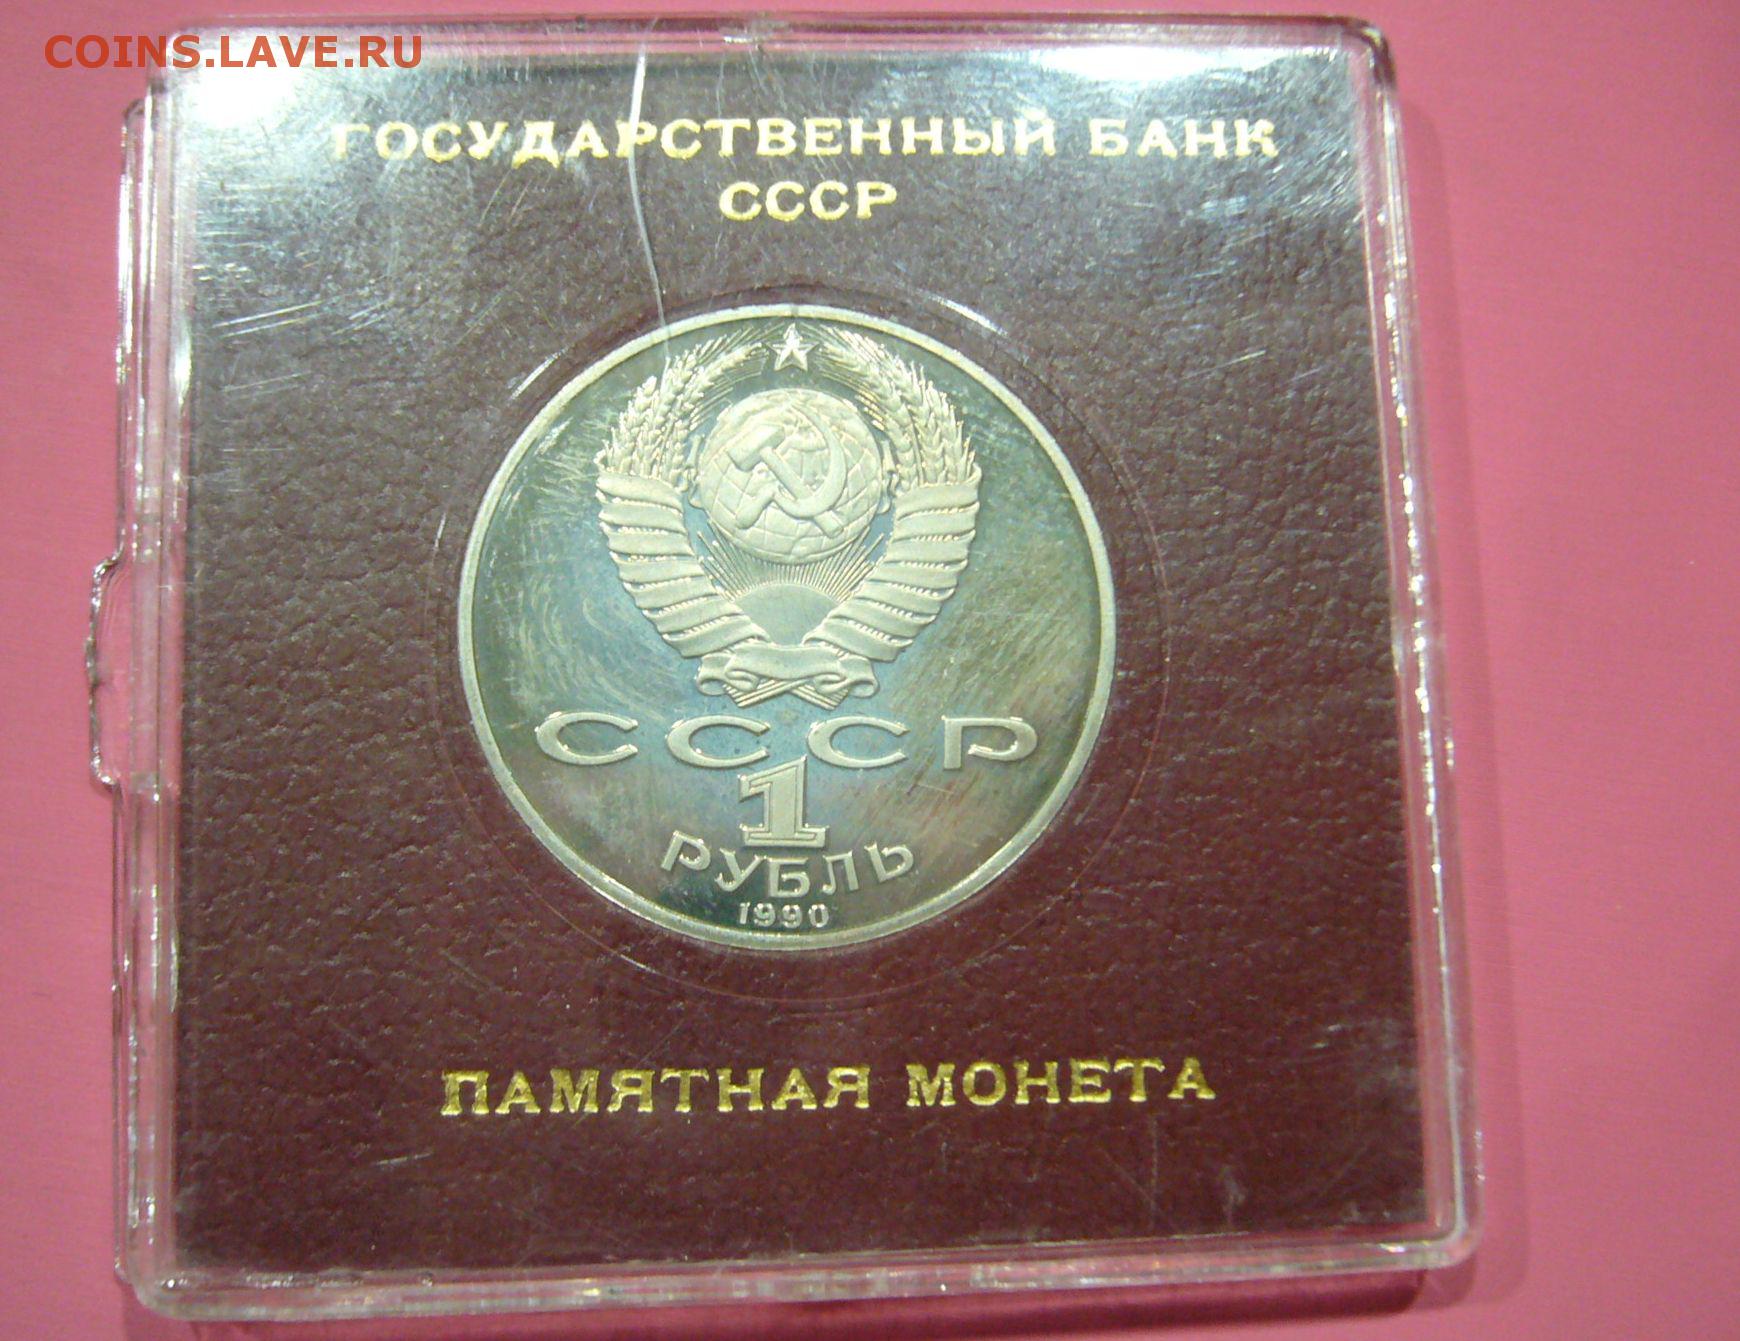 COINS.LAVE.RU
ГОСУДАРСТВЕННЫЙ БАНК
СССР
СССР
1
РУБЛЬ
1990
ПАМЯТНАЯ МОНЕТА